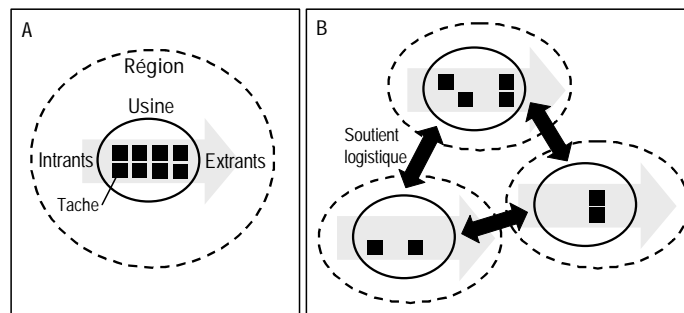 A
Région
Usine
Intrants
Extrants
Tache
B
Soutient
logistique